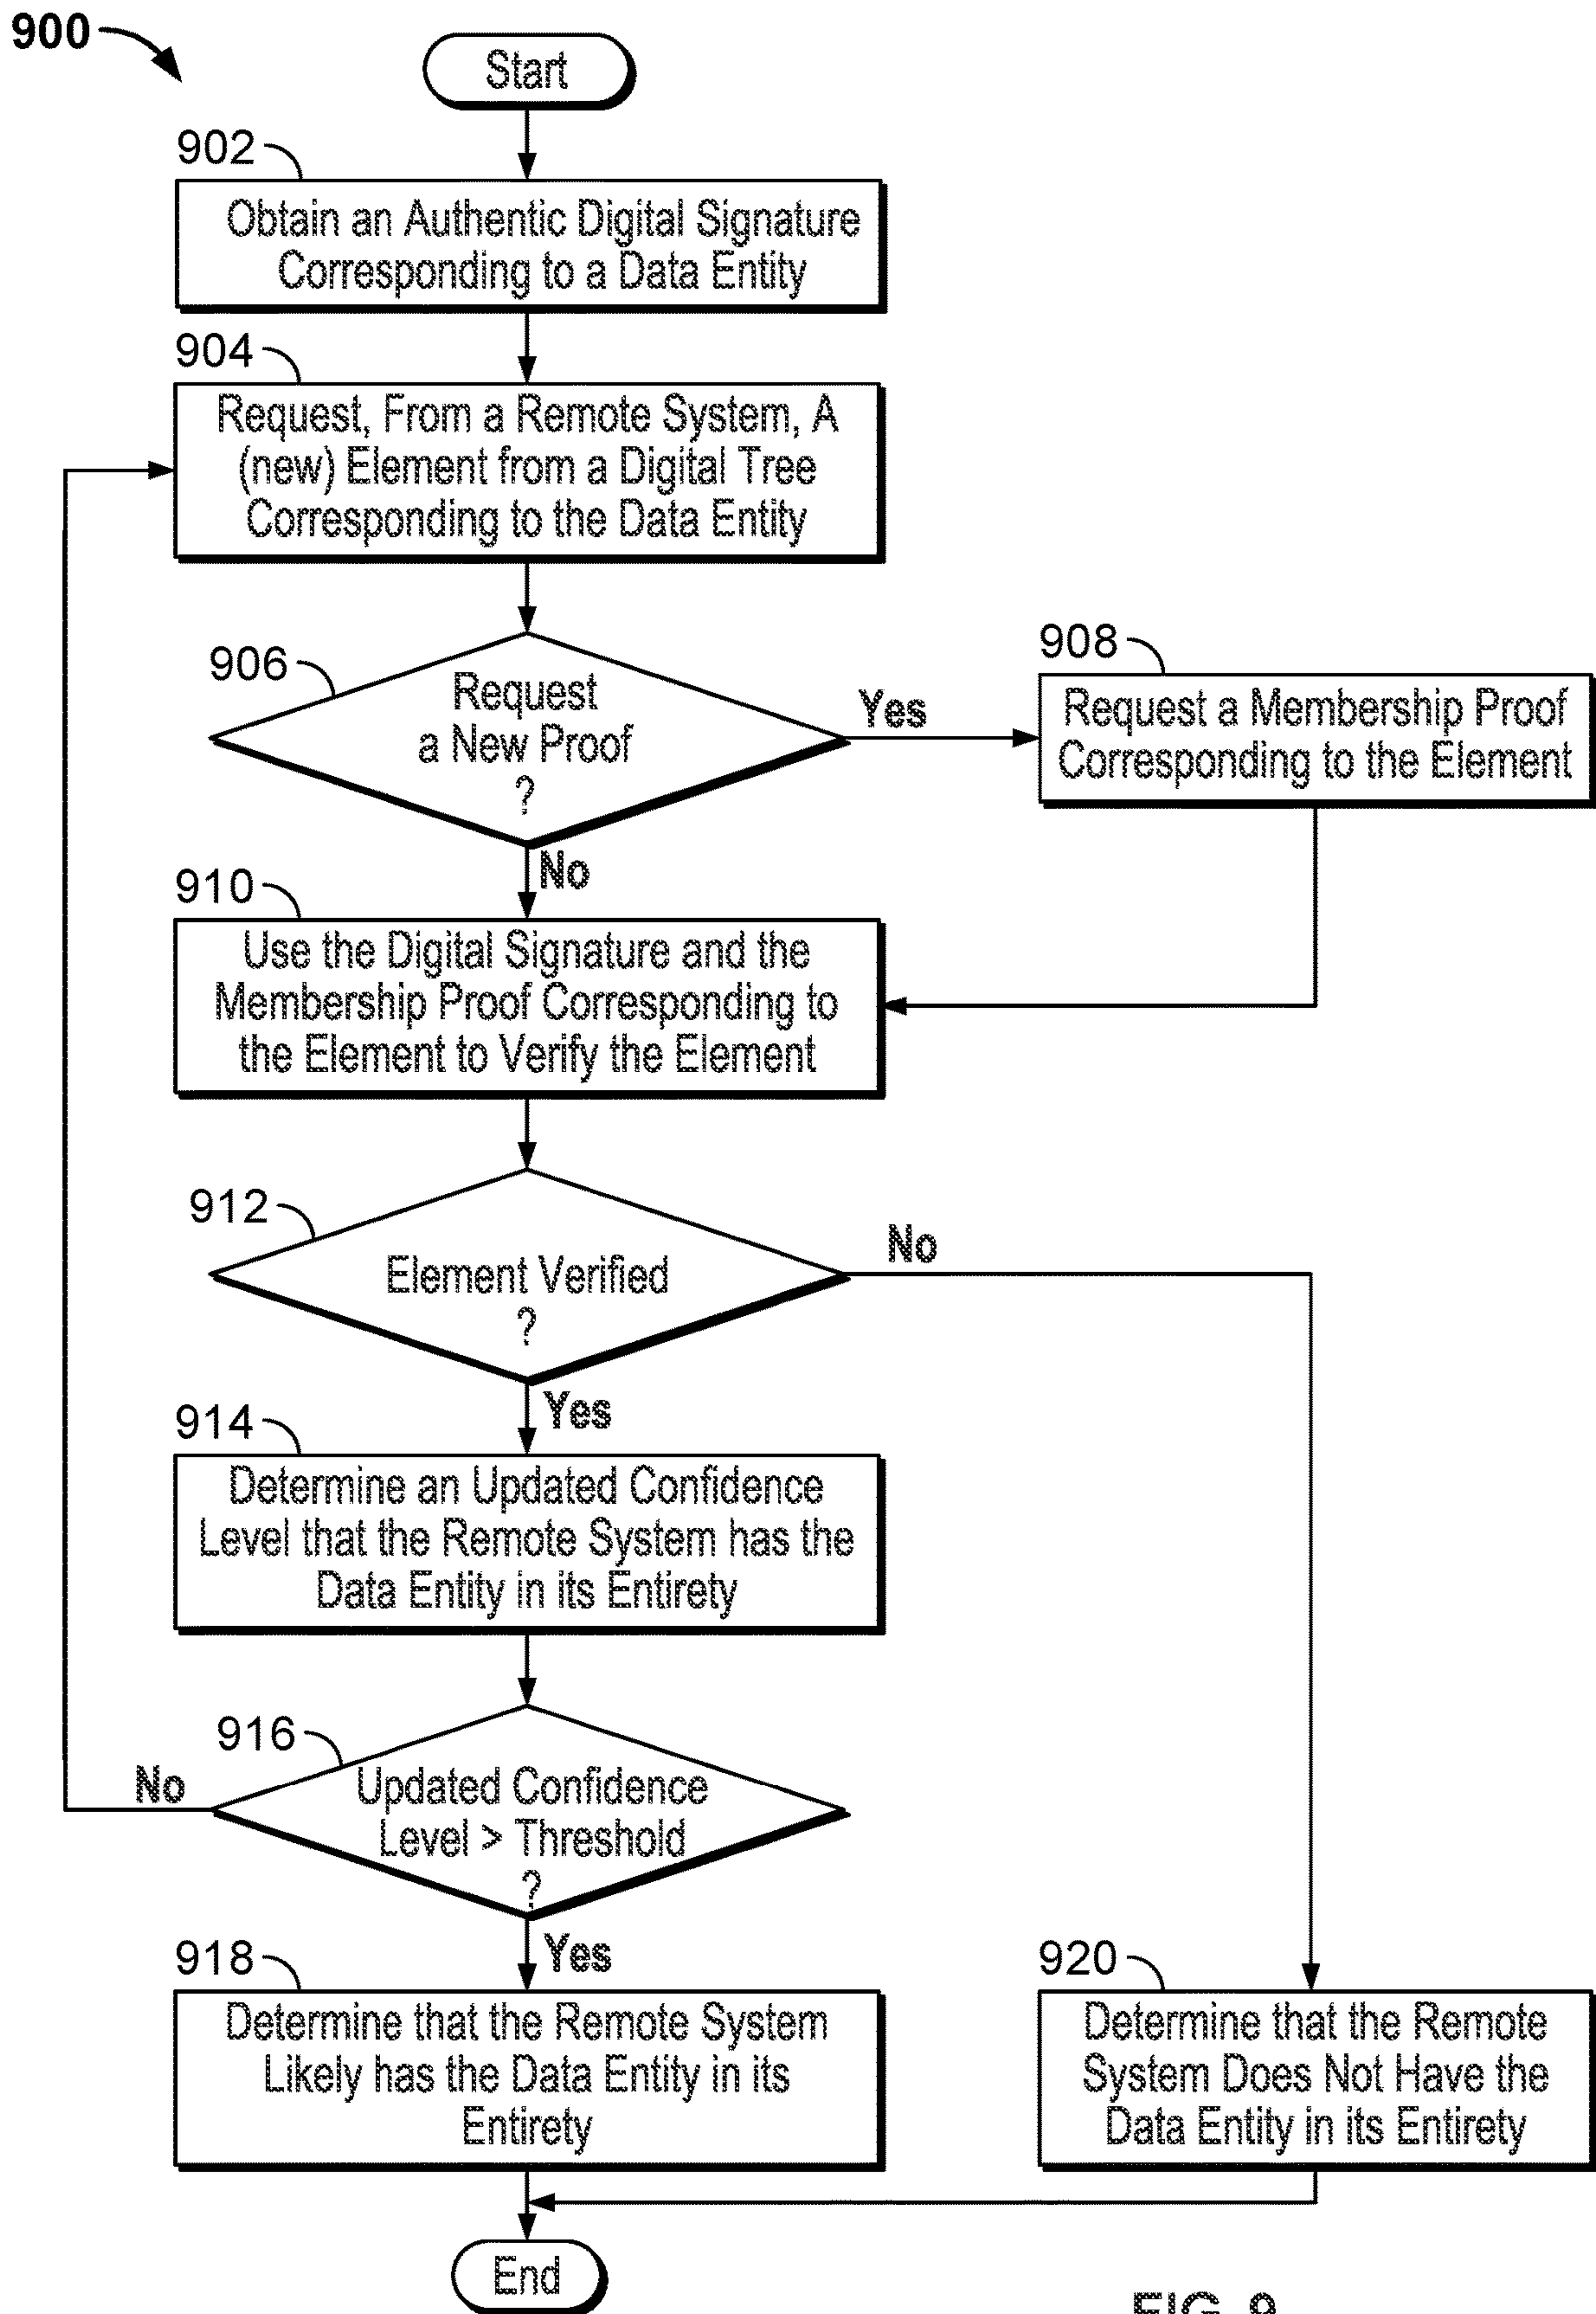 900
Start
902
Obtain an Authentic Digital Signature
Corresponding to a Data Entity
904
Request, From a Remote System, A
(new) Element from a Digital Tree
Corresponding to the Data Entity
906
Request
a New Proof
?
Yes
908
Request a Membership Proof
Corresponding to the Element
No
910
Use the Digital Signature and the
Membership Proof Corresponding to
the Element to Verify the Element
912
Element Verified
?
No
Yes
914
Determine an Updated Confidence
Level that the Remote System has the
Data Entity in its Entirety
916
Updated Confidence
Level > Threshold
?
No
Yes
918
Determine that the Remote System
Likely has the Data Entity in its
Entirety
920
Determine that the Remote
System Does Not Have the
Data Entity in its Entirety
End
FIG. 9